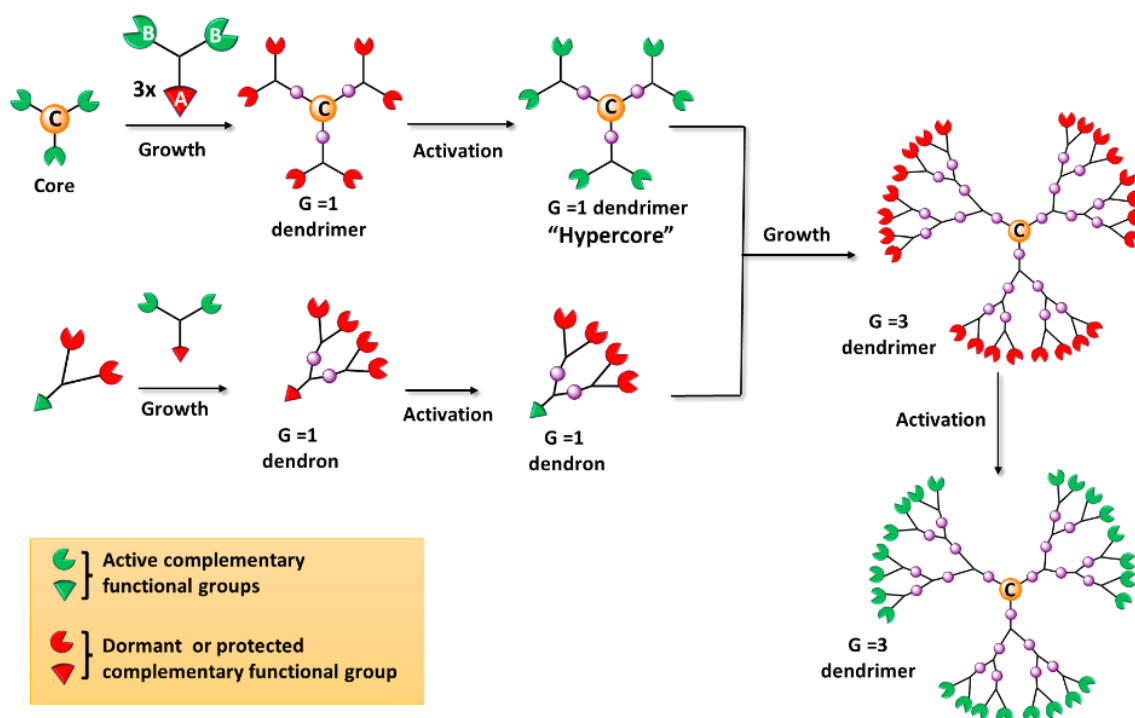 B B
3x
A
C
Core
Growth
C
G =1
dendrimer
Activation
C
G =1 dendrimer
“Hypercore”
Growth
C
G =3
dendrimer
Growth
G =1
dendron
Activation
G =1
dendron
Activation
C
G =3
dendrimer
Active complementary
functional groups
Dormant or protected
complementary functional group